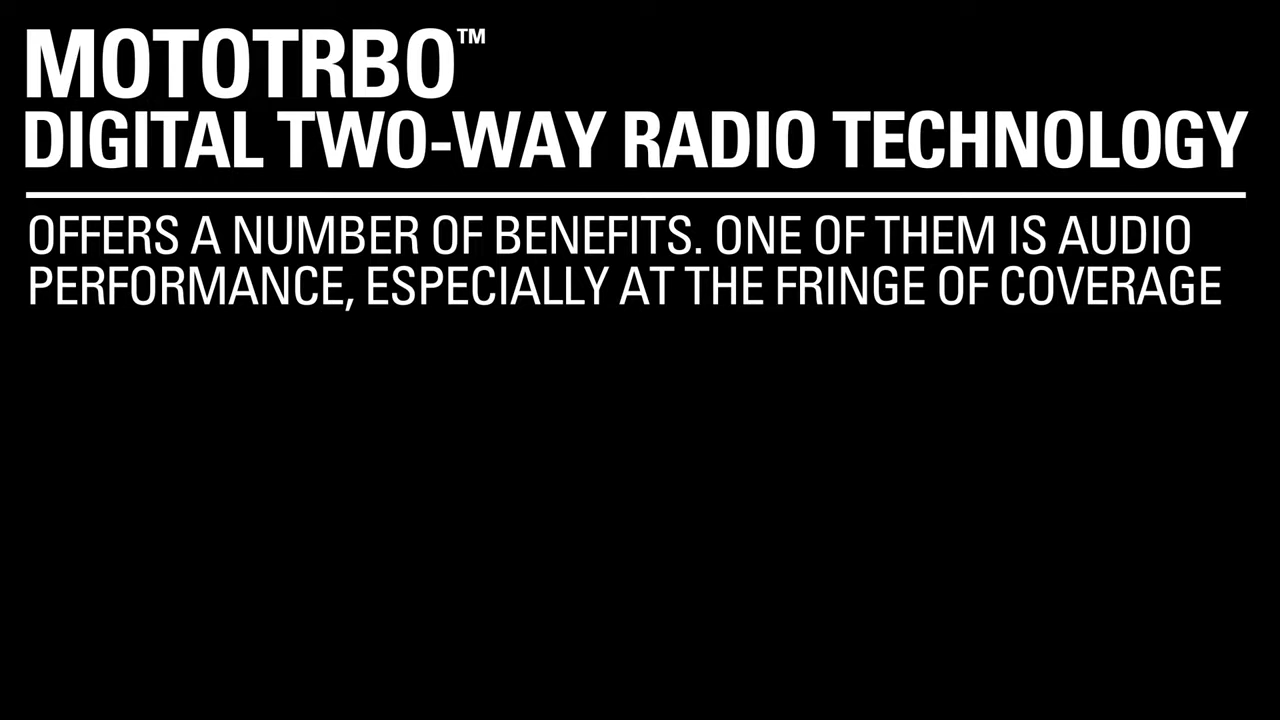 MOTOTRBO™
DIGITAL TWO-WAY RADIO TECHNOLOGY
OFFERS A NUMBER OF BENEFITS. ONE OF THEM IS AUDIO
PERFORMANCE, ESPECIALLY AT THE FRINGE OF COVERAGE